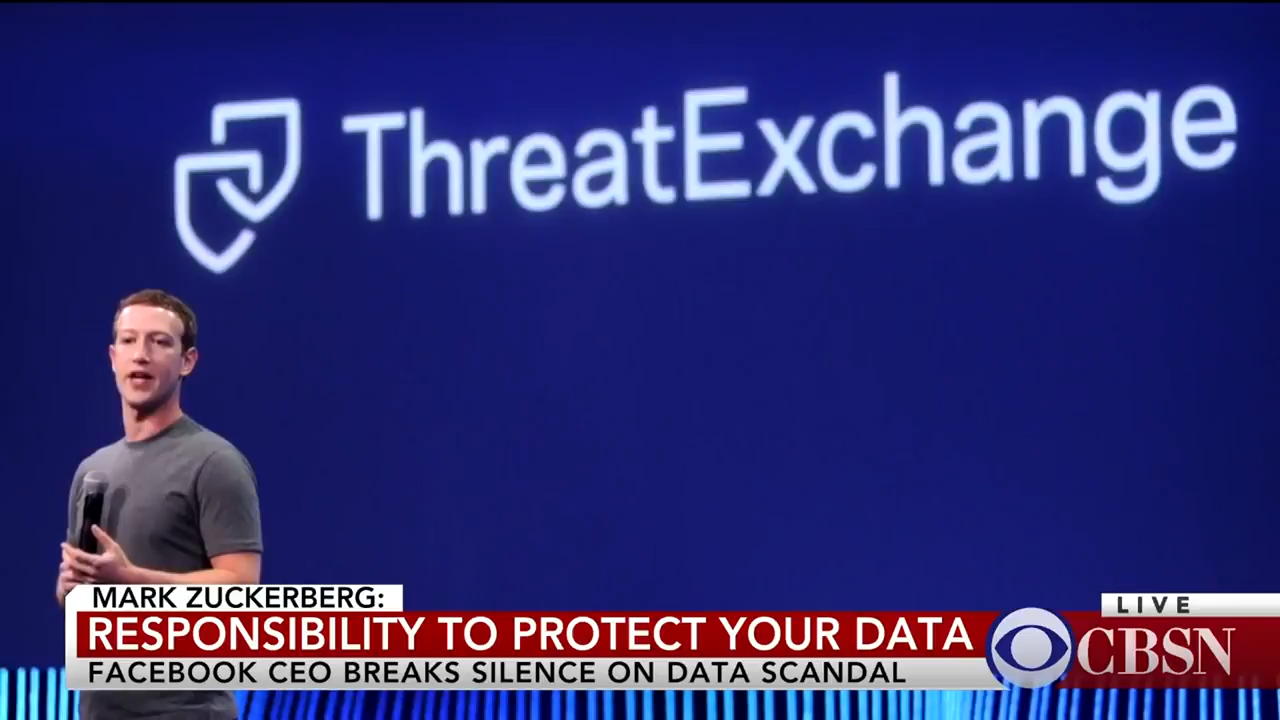 ThreatExchange
MARK ZUCKERBERG:
RESPONSIBILITY TO PROTECT YOUR DATA
FACEBOOK CEO BREAKS SILENCE ON DATA SCANDAL
LIVE
CBSN